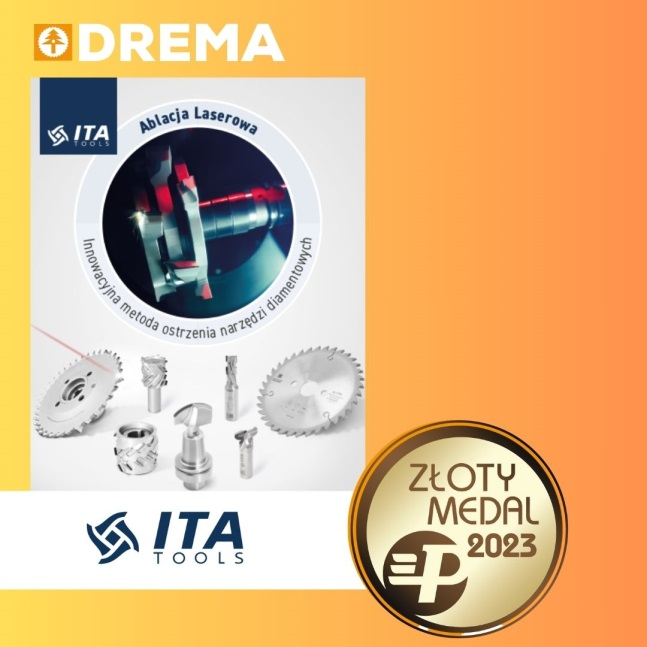 DREMA
ITA
TOOLS
Ablacja Laserowa
Innowacyjna metoda ostrzenia narzędzi diamentowych
ITA
TOOLS
ZŁOTY
MEDAL
2023